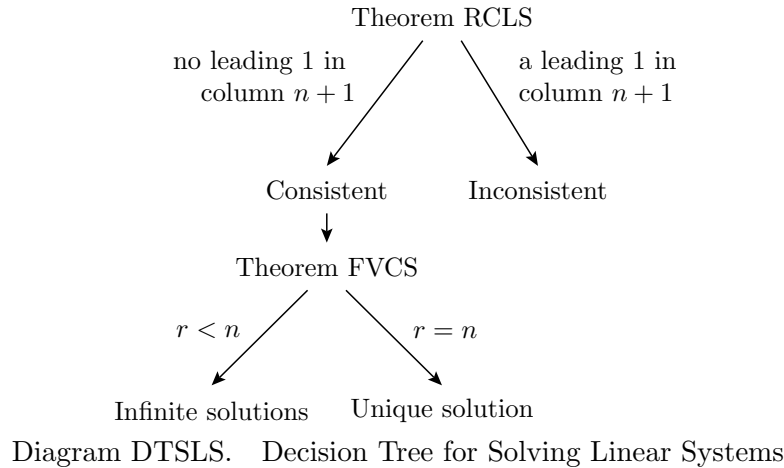 Theorem RCLS
no leading 1 in
column n + 1
a leading 1 in
column n + 1
Consistent
Inconsistent
Theorem FVCS
r < n
r = n
Infinite solutions
Unique solution
Diagram DTSLS. Decision Tree for Solving Linear Systems